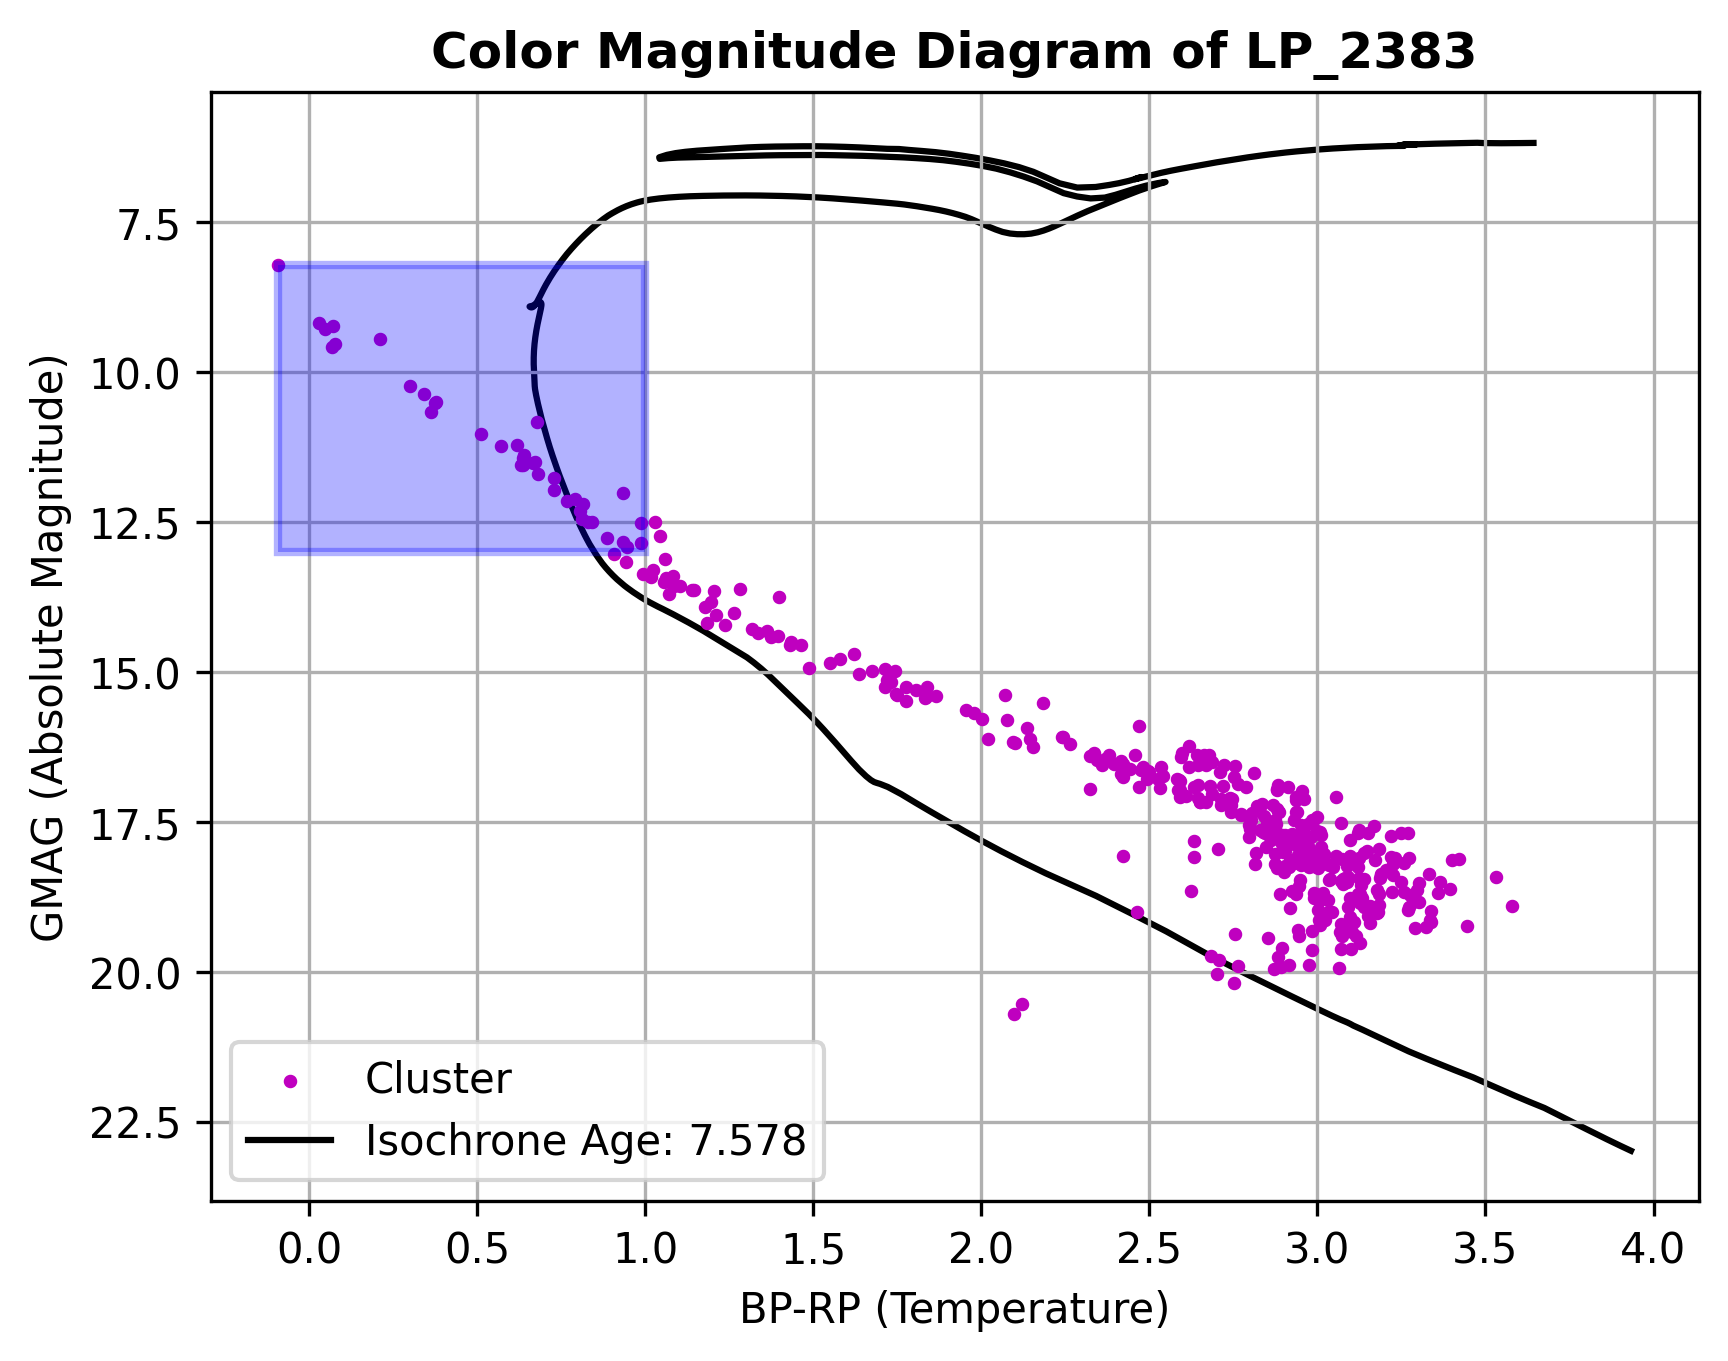 Color Magnitude Diagram of LP_2383
GMAG (Absolute Magnitude)
7.5
10.0
12.5
15.0
17.5
20.0
22.5
Cluster
Isochrone Age: 7.578
0.0 0.5 1.0 1.5 2.0 2.5 3.0 3.5 4.0
BP-RP (Temperature)